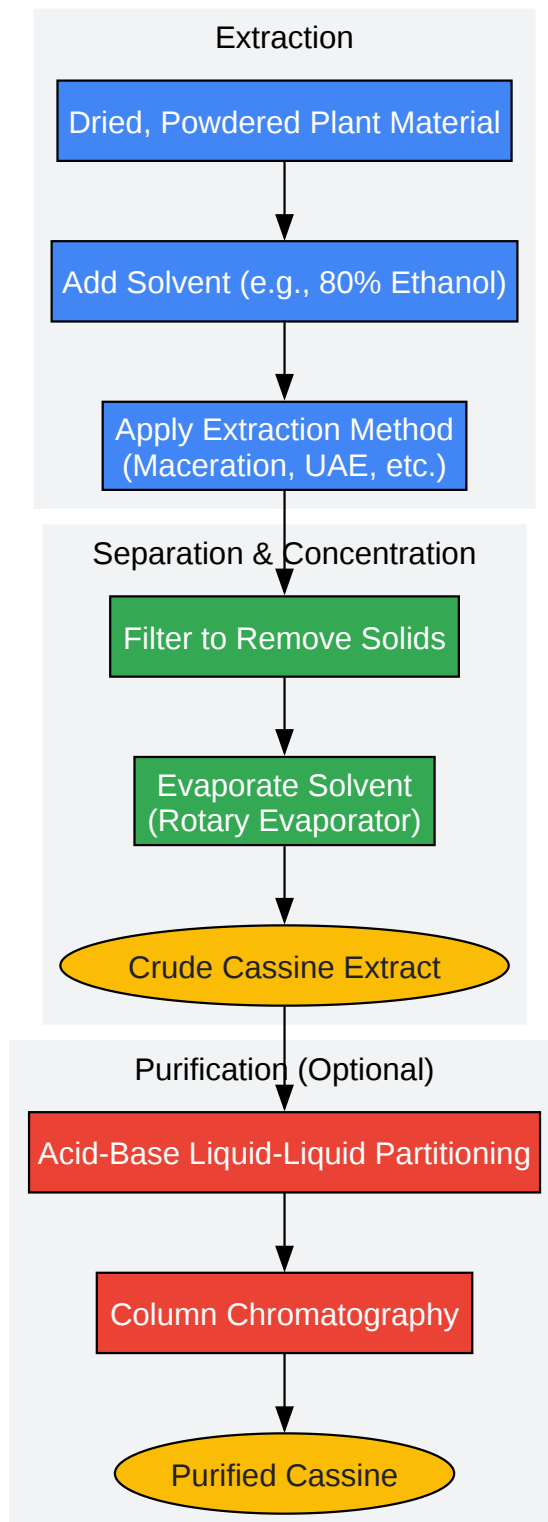 Extraction
Dried, Powdered Plant Material
Add Solvent (e.g., 80% Ethanol)
Apply Extraction Method
(Maceration, UAE, etc.)
Separation & Concentration
Filter to Remove Solids
Evaporate Solvent
(Rotary Evaporator)
Crude Cassine Extract
Purification (Optional)
Acid-Base Liquid-Liquid Partitioning
Column Chromatography
Purified Cassine